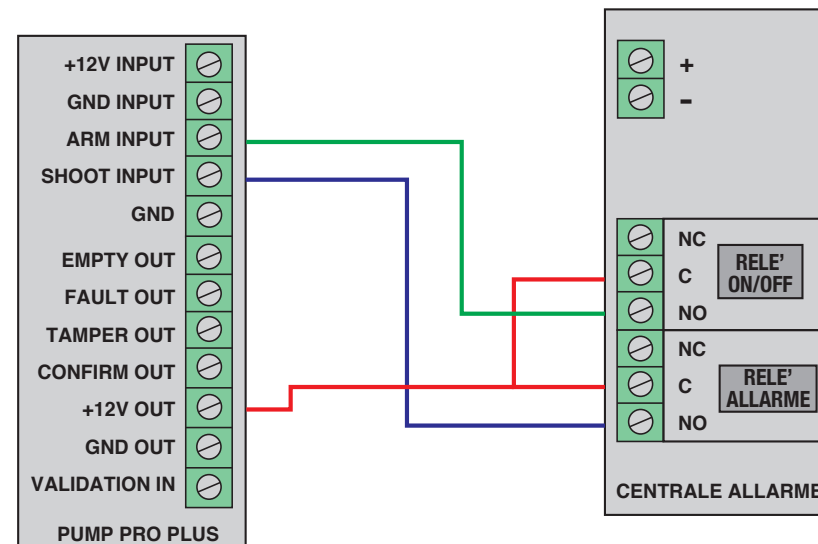 +12V INPUT
GND INPUT
ARM INPUT
SHOOT INPUT
GND
EMPTY OUT
FAULT OUT
TAMPER OUT
CONFIRM OUT
+12V OUT
GND OUT
VALIDATION IN
PUMP PRO PLUS
+
-
NC
C
NO
RELE'
ON/OFF
NC
C
NO
RELE'
ALLARME
CENTRALE ALLARME